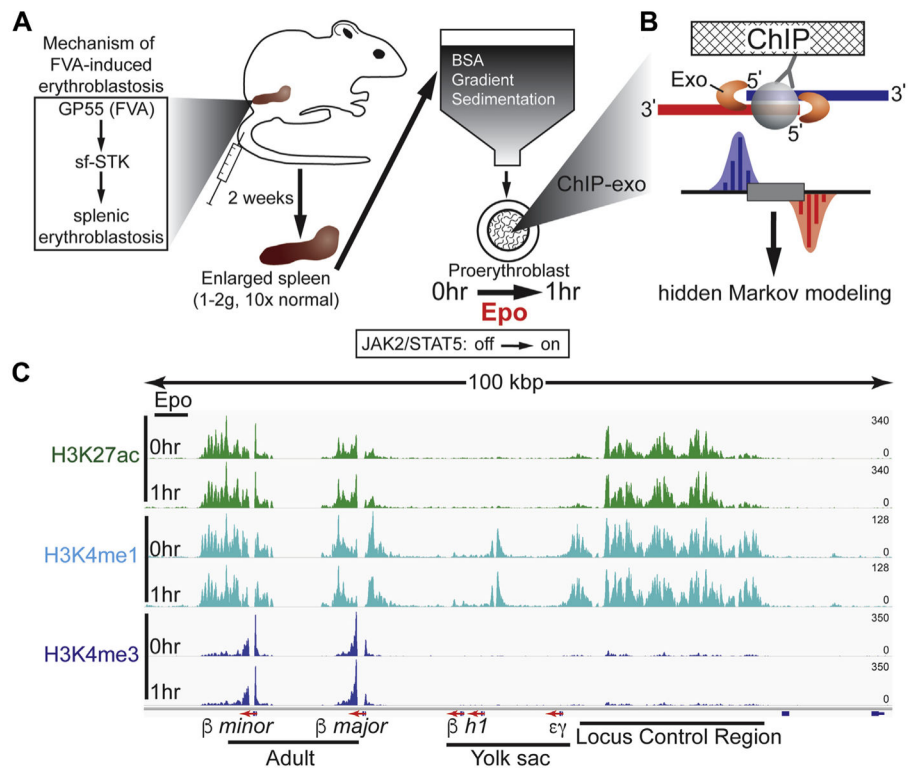 A
Mechanism of
FVA-induced
erythroblastosis
GP55 (FVA)
sf-STK
splenic
erythroblastosis
2 weeks
Enlarged spleen
(1-2g, 10x normal)
BSA
Gradient
Sedimentation
ChIP-exo
Proerythroblast
0hr 1hr
Epo
JAK2/STAT5: off on
B
ChIP
Exo
5'
3'
3'
5'
hidden Markov modeling
C
100 kbp
Epo
H3K27ac
0hr
340
0
1hr
340
0
H3K4me1
0hr
128
0
1hr
128
0
H3K4me3
0hr
350
0
1hr
350
0
β minor β major β h1 εγ
Adult Yolk sac Locus Control Region